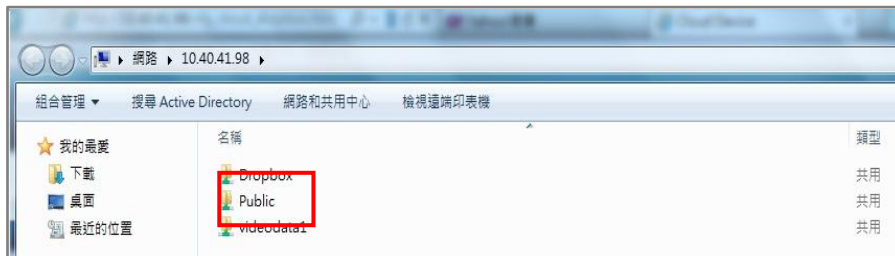 網路 ▸ 10.40.41.98 ▸
組合管理 ▼ 搜尋 Active Directory 網路和共用中心 檢視遠端印表機
我的最愛
下載
桌面
最近的位置
名稱 類型
Dropbox 共用
Public 共用
videodata1 共用